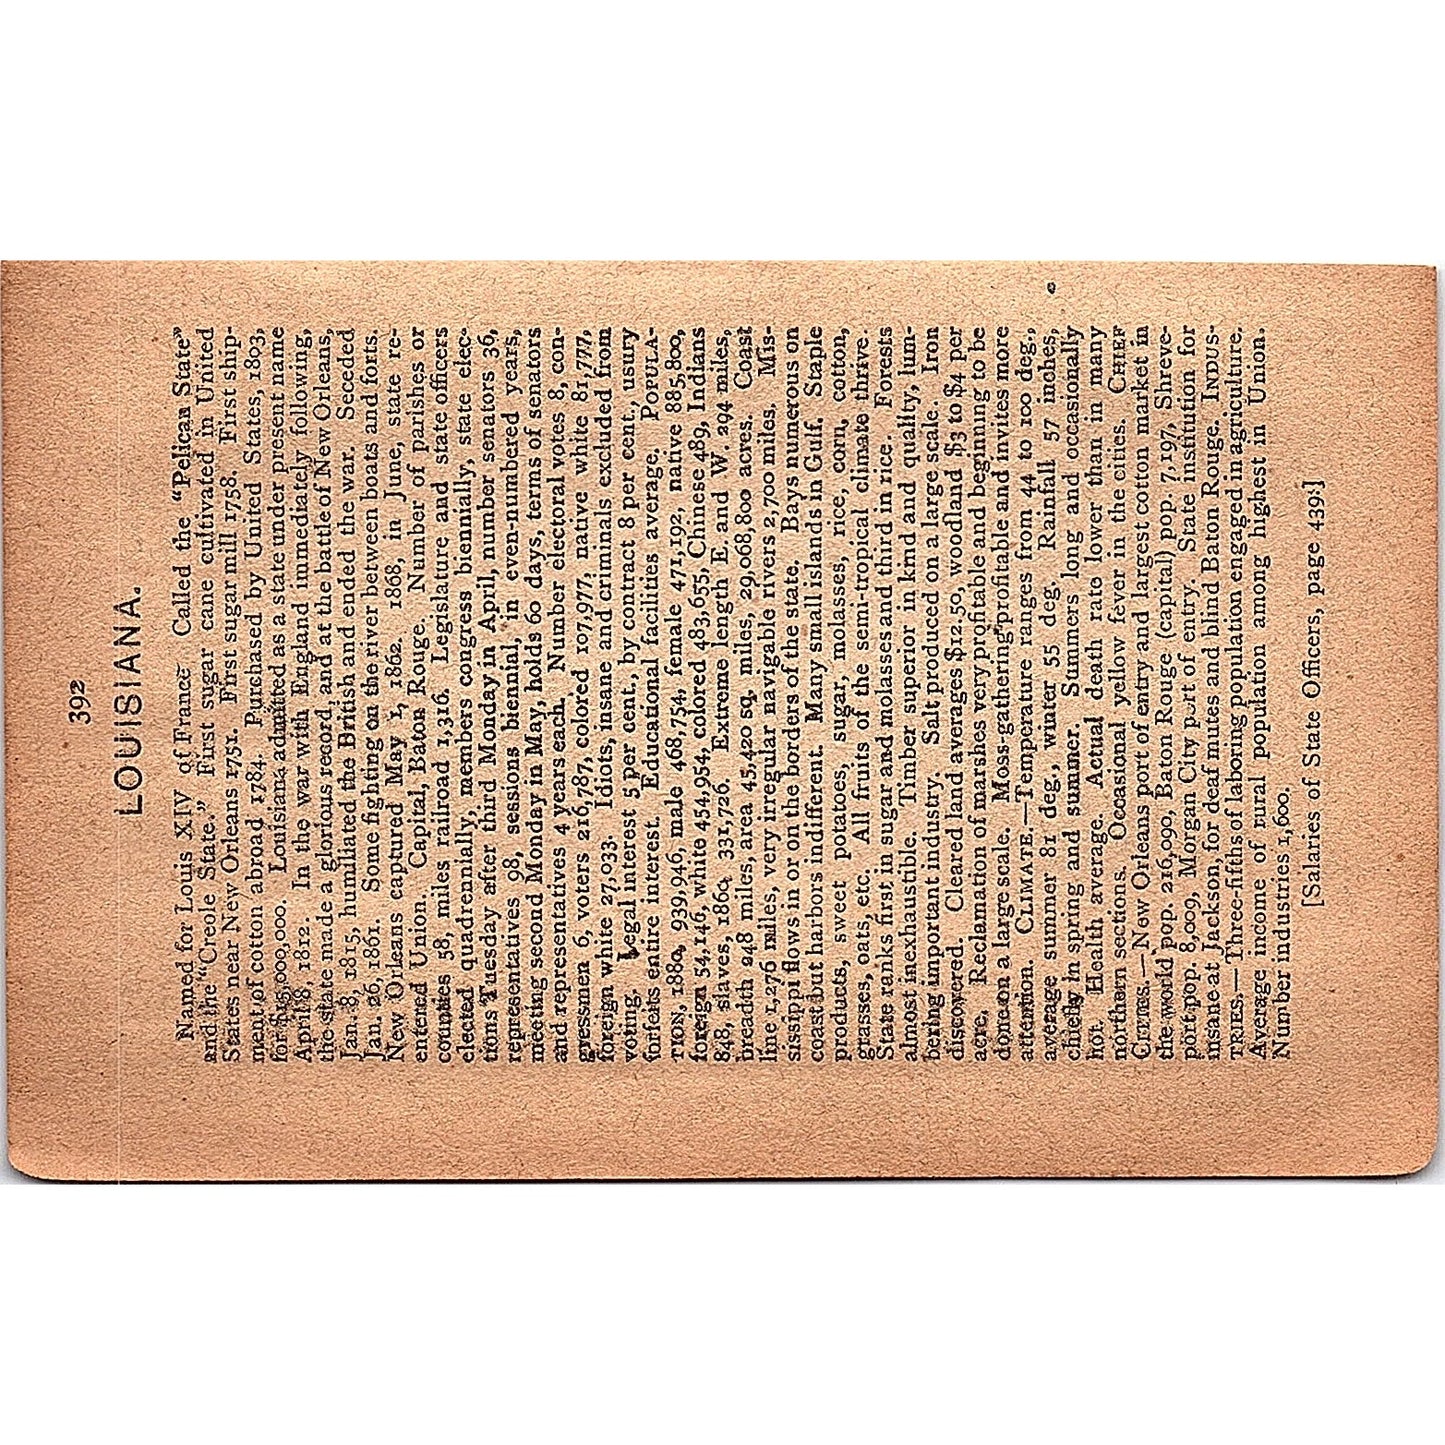 392
LOUISIANA.
Named for Louis XIV of France Called the "Pelican State"
and the "Creole State." First sugar cane cultivated in United
States near New Orleans 1751. First sugar mill 1758. First ship-
ment of cotton abroad 1784. Purchased by United States, 1803,
for $15,000,000. Louisiana admitted as a state under present name
April 8, 1812. In the war with England immediately following,
the state made a glorious record, and at the battle of New Orleans,
Jan. 8, 1815, humiliated the British and ended the war. Seceded
Jan. 26, 1861. Some fighting on the river between boats and forts.
New Orleans captured May 1, 1862. 1868, in June, state re-
entered Union. Capital, Baton Rouge. Number of parishes or
counties 58, miles railroad 1,316. Legislature and state officers
elected quadrennially, members congress biennially, state elec-
tions Tuesday after third Monday in April, number senators 36,
representatives 98, sessions biennial, in even-numbered years,
meeting second Monday in May, holds 60 days, terms of senators
and representatives 4 years each. Number electoral votes 8, con-
gressmen 6, voters 216,787, colored 107,977, native white 81,777,
foreign white 27,033. Idiots, insane and criminals excluded from
voting. Legal interest 5 per cent., by contract 8 per cent., usury
forfeits entire interest. Educational facilities average. POPULA-
TION, 1880, 939,946, male 468,754, female 471,192, native 885,800,
foreign 54,146, white 454,954, colored 483,655, Chinese 489, Indians
848, slaves, 1860, 331,726. Extreme length E. and W. 294 miles,
breadth 248 miles, area 45,420 sq. miles, 29,068,800 acres. Coast
line 1,276 miles, very irregular navigable rivers 2,700 miles. Mis-
sissippi flows in or on the borders of the state. Bays numerous on
coast but harbors indifferent. Many small islands in Gulf. Staple
products, sweet potatoes, sugar, molasses, rice, corn, cotton,
grasses, oats, etc. All fruits of the semi-tropical climate thrive.
State ranks first in sugar and molasses and third in rice. Forests
almost inexhaustible. Timber superior in kind and quality, lum-
bering important industry. Salt produced on a large scale. Iron
discovered. Cleared land averages $12.50, woodland $3 to $4 per
acre. Reclamation of marshes very profitable and beginning to be
done on a large scale. Moss-gathering profitable and invites more
attention. CLIMATE.—Temperature ranges from 44 to 100 deg.,
average summer 81 deg., winter 55 deg. Rainfall 57 inches,
chiefly in spring and summer. Summers long and occasionally
hot. Health average. Actual death rate lower than in many
northern sections. Occasional yellow fever in the cities. CHIEF
CITIES.—New Orleans port of entry and largest cotton market in
the world pop. 216,090, Baton Rouge (capital) pop. 7,197, Shreve-
port pop. 8,009, Morgan City port of entry. State institution for
insane at Jackson, for deaf mutes and blind Baton Rouge. INDUS-
TRIES.—Three-fifths of laboring population engaged in agriculture.
Average income of rural population among highest in Union.
Number industries 1,600.
[Salaries of State Officers, page 439.]